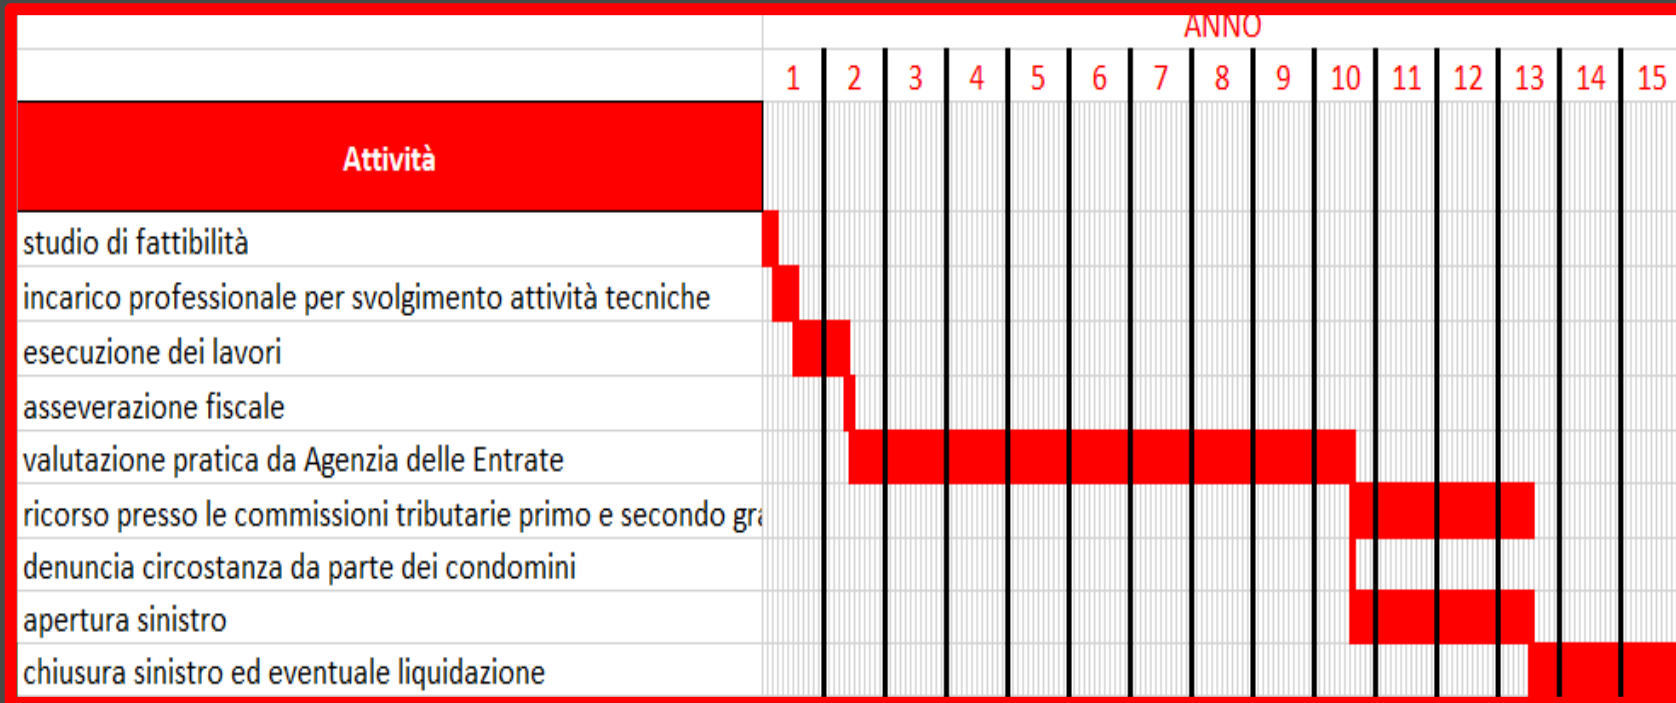 ANNO
1 2 3 4 5 6 7 8 9 10 11 12 13 14 15
Attività
studio di fattibilità
incarico professionale per svolgimento attività tecniche
esecuzione dei lavori
asseverazione fiscale
valutazione pratica da Agenzia delle Entrate
ricorso presso le commissioni tributarie primo e secondo gra
denuncia circostanza da parte dei condomini
apertura sinistro
chiusura sinistro ed eventuale liquidazione